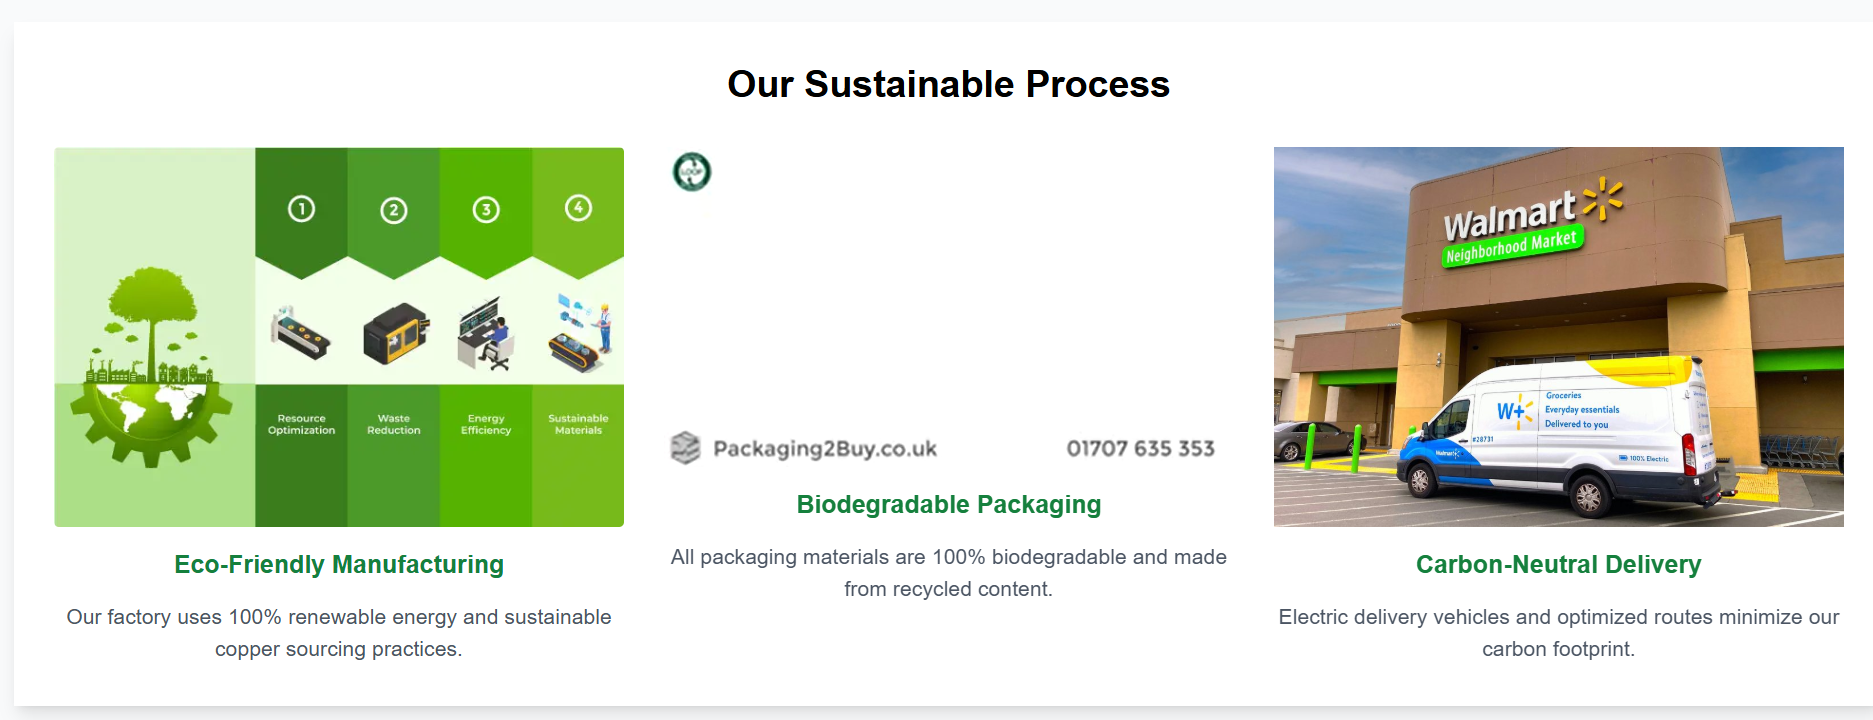 Our Sustainable Process
1
2
3
4
Resource
Optimization
Waste
Reduction
Energy
Efficiency
Sustainable
Materials
Eco-Friendly Manufacturing
Our factory uses 100% renewable energy and sustainable
copper sourcing practices.
LOOP
Packaging2Buy.co.uk
01707 635 353
Biodegradable Packaging
All packaging materials are 100% biodegradable and made
from recycled content.
Walmart
Neighborhood Market
W+
Groceries
Everyday essentials
Delivered to you
#28731
Walmart
100% Electric
Carbon-Neutral Delivery
Electric delivery vehicles and optimized routes minimize our
carbon footprint.